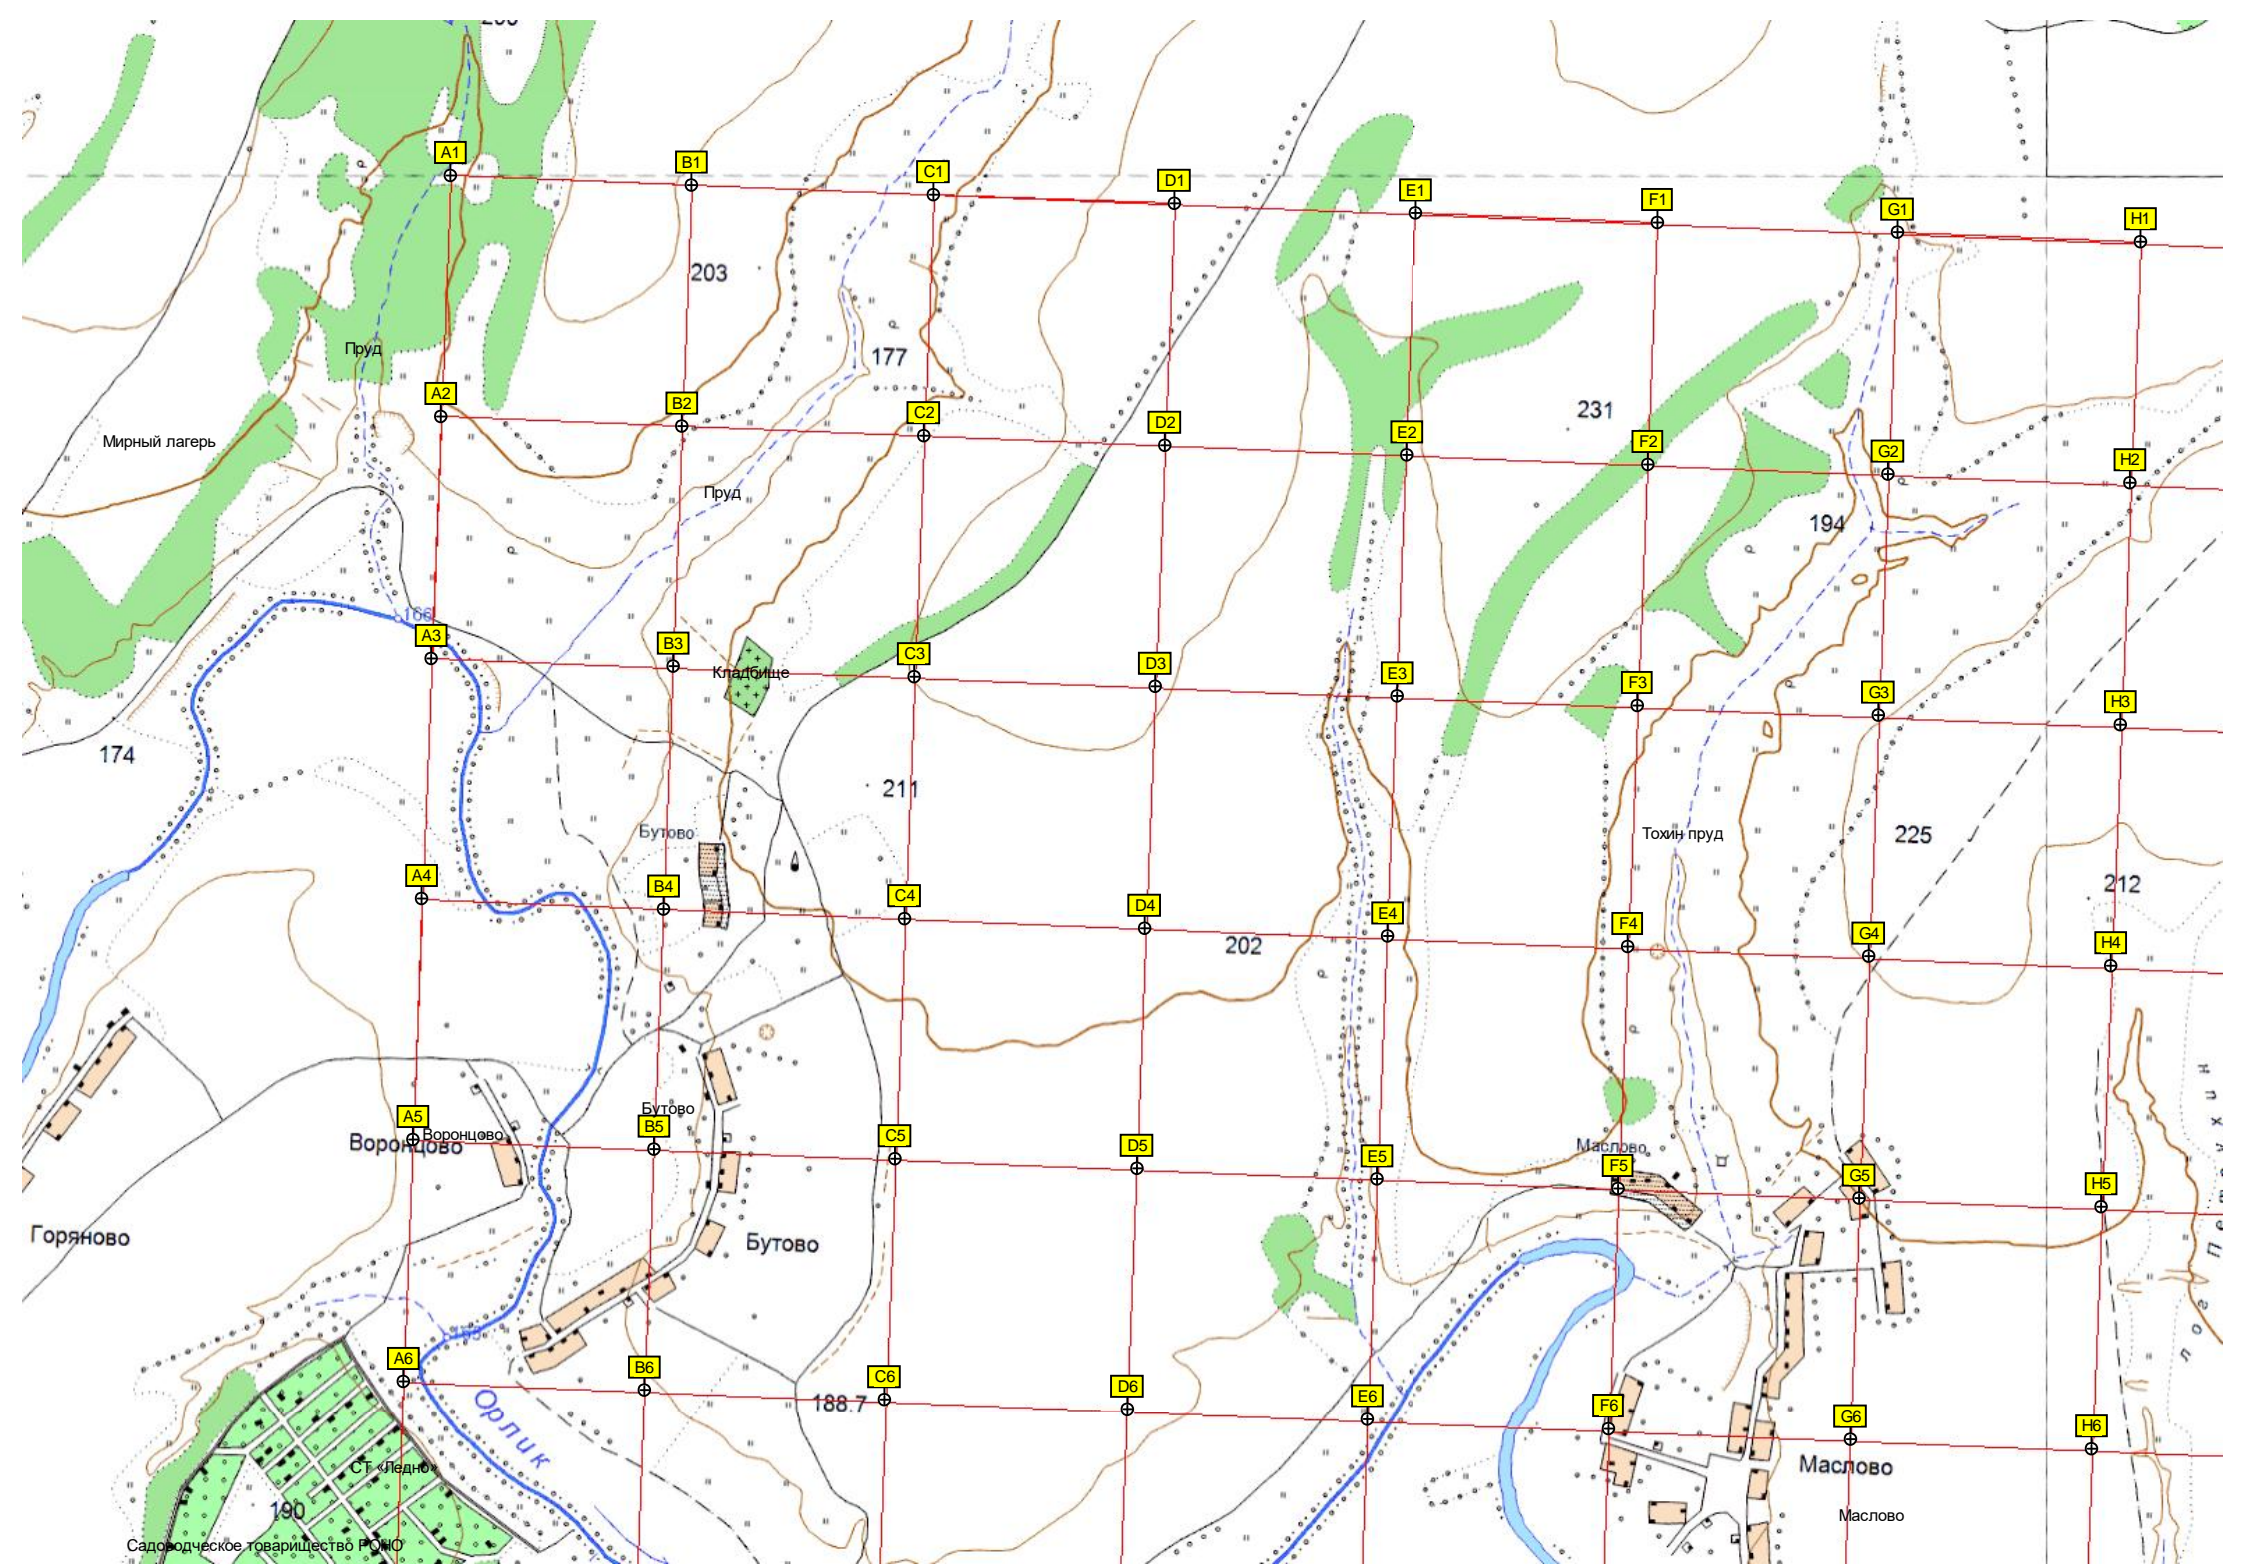 A1
B1
C1
D1
E1
F1
G1
H1
203
Пруд
177
A2
B2
C2
D2
E2
F2
G2
H2
231
Мирный лагерь
Пруд
194
166
A3
B3
C3
D3
E3
F3
G3
H3
Кладбище
174
211
Бутово
Тохин пруд
225
212
A4
B4
C4
D4
E4
F4
G4
H4
202
A5
B5
C5
D5
E5
F5
G5
H5
Бутово
Воронцово
Воронцово
Маслово
Горяново
Бутово
A6
B6
C6
D6
E6
F6
G6
H6
188.7
Орлик
СТ «Ледно»
Маслово
190
Маслово
Садоводческое товарищество РОНО